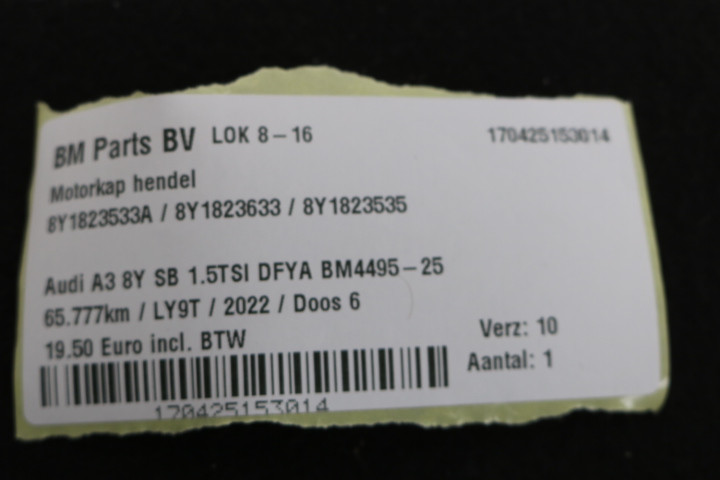 BM Parts BV LOK 8-16 170425153014
Motorkap hendel
8Y1823533A / 8Y1823633 / 8Y1823535
Audi A3 8Y SB 1.5TSI DFYA BM4495-25
65.777km / LY9T / 2022 / Doos 6
19.50 Euro incl. BTW
Verz: 10
Aantal: 1
170425153014